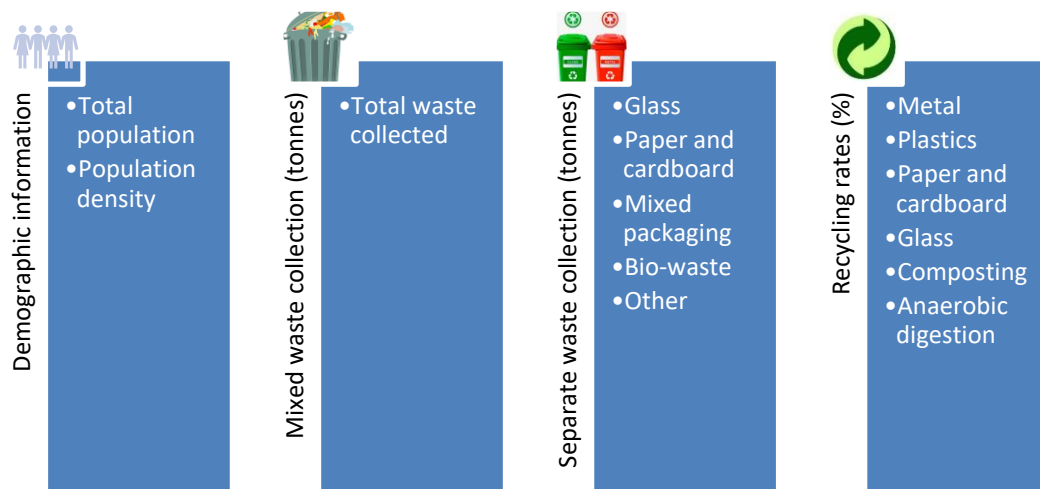 Demographic information
•Total
population
•Population
density
Mixed waste collection (tonnes)
•Total waste
collected
Separate waste collection (tonnes)
•Glass
•Paper and
cardboard
•Mixed
packaging
•Bio-waste
•Other
Recycling rates (%)
•Metal
•Plastics
•Paper and
cardboard
•Glass
•Composting
•Anaerobic
digestion